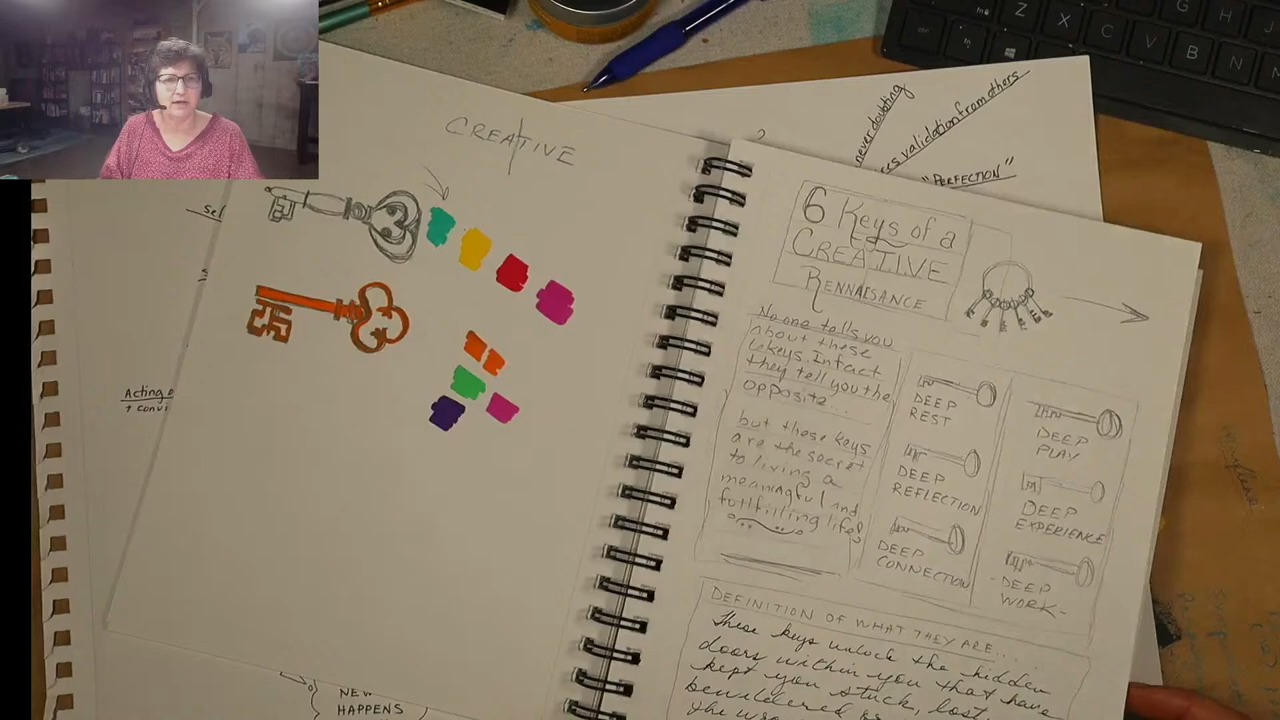 CREATIVE
never doubting
validation from others
"PERFECTION"
6 Keys of a
CREATIVE
RENNAISANCE
No one tells you
about these
keys. Infact
they tell you the
opposite...
but these keys
are the secret
to living a
meaningful and
fullfilling life!
DEEP
REST
DEEP
REFLECTION
DEEP
CONNECTION
DEEP
PLAY
DEEP
EXPERIENCE
-DEEP
WORK-
DEFINITION OF WHAT THEY ARE...
These keys unlock the hidden
doors within you that have
kept you stuck, lost,
bewildered
Acting
NEW
HAPPENS
Z
X
C
V
B
N
G
H
J
K